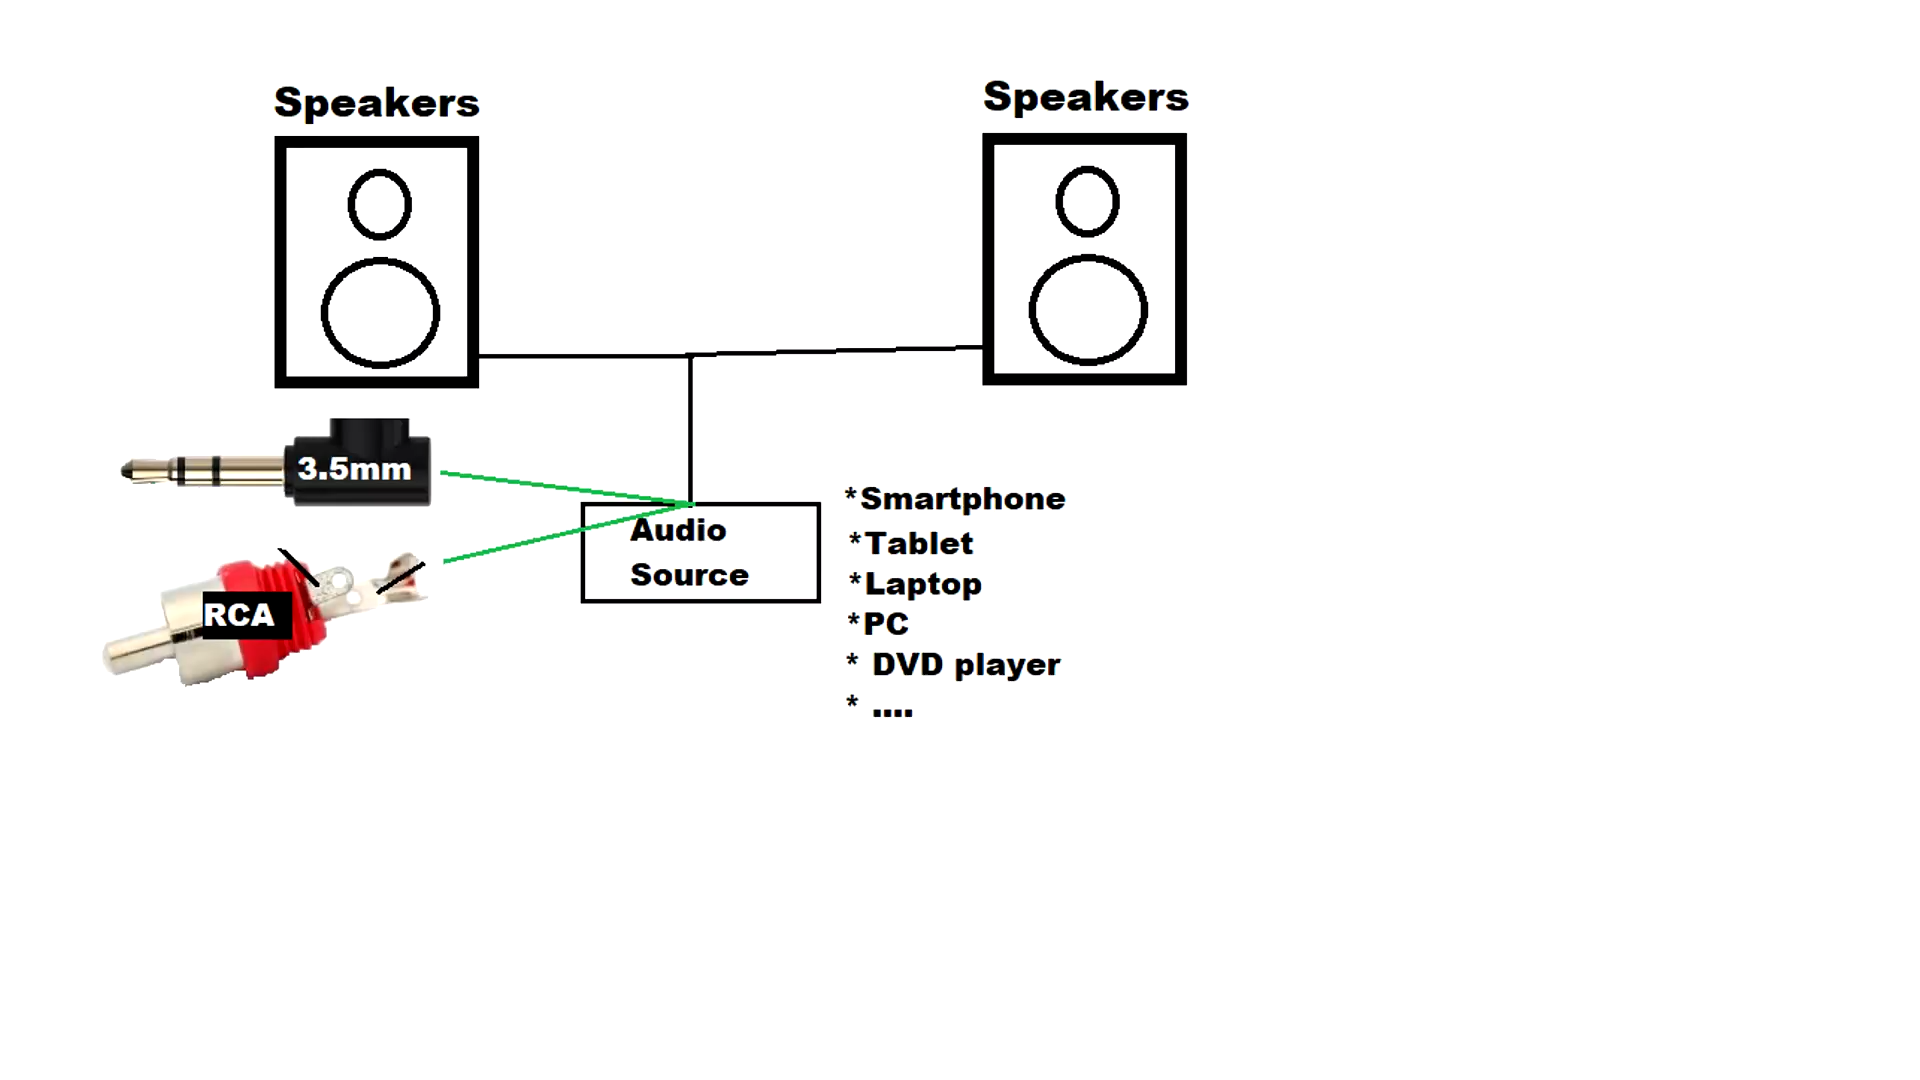 Speakers
Speakers
3.5mm
RCA
Audio
Source
*Smartphone
*Tablet
*Laptop
*PC
* DVD player
* ....